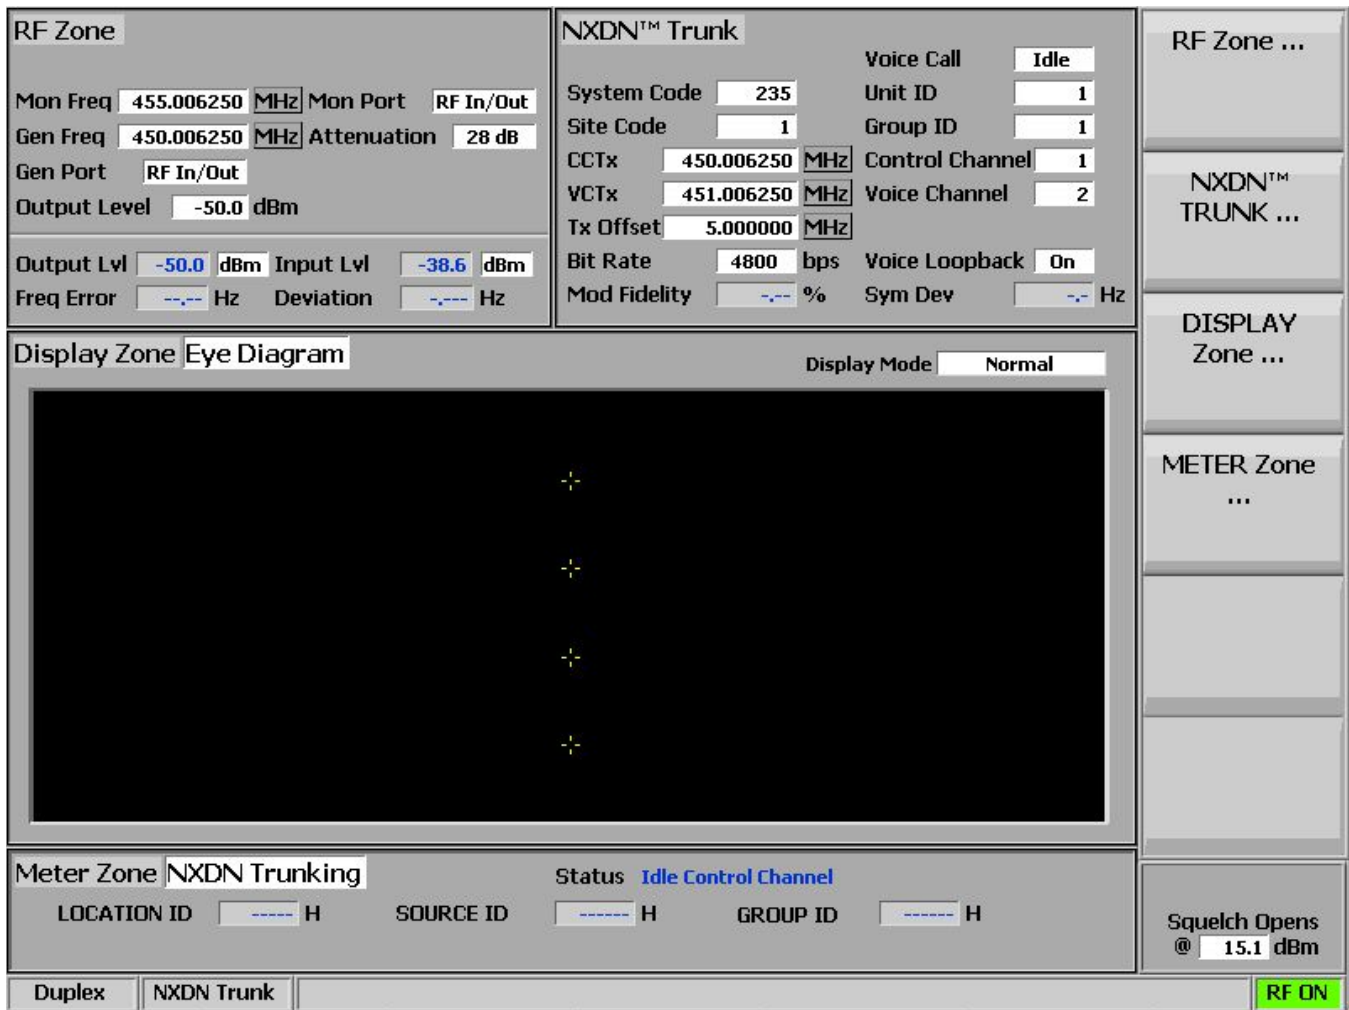 RF Zone
Mon Freq 455.006250 MHz Mon Port RF In/Out
Gen Freq 450.006250 MHz Attenuation 28 dB
Gen Port RF In/Out
Output Level -50.0 dBm
Output Lvl -50.0 dBm Input Lvl -38.6 dBm
Freq Error --.-- Hz Deviation -.--- Hz
NXDN™ Trunk
Voice Call Idle
System Code 235 Unit ID 1
Site Code 1 Group ID 1
CCTx 450.006250 MHz Control Channel 1
VCTx 451.006250 MHz Voice Channel 2
Tx Offset 5.000000 MHz
Bit Rate 4800 bps Voice Loopback On
Mod Fidelity -.-- % Sym Dev -.- Hz
Display Zone Eye Diagram
Display Mode Normal
Meter Zone NXDN Trunking
Status Idle Control Channel
LOCATION ID ----- H SOURCE ID ------ H GROUP ID ------ H
RF Zone ...
NXDN™
TRUNK ...
DISPLAY
Zone ...
METER Zone
...
Squelch Opens
@ 15.1 dBm
Duplex NXDN Trunk RF ON